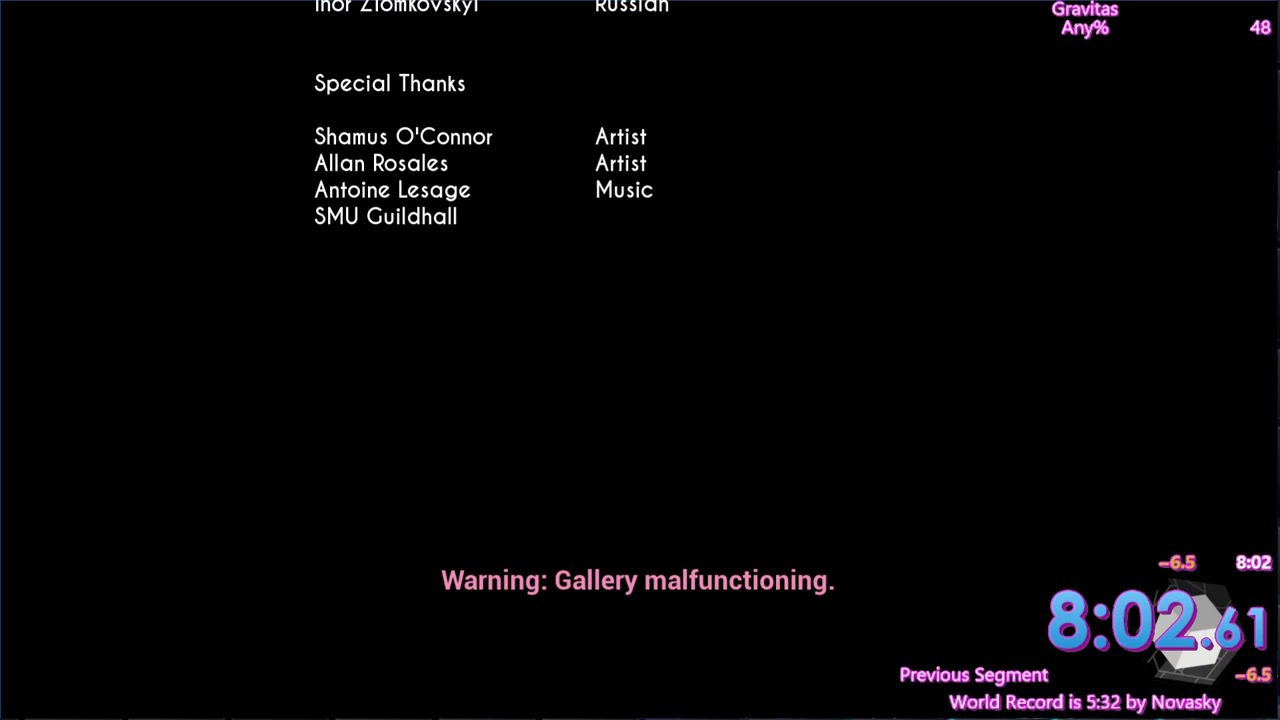 Russian
Special Thanks
Shamus O'Connor Artist
Allan Rosales Artist
Antoine Lesage Music
SMU Guildhall
Warning: Gallery malfunctioning.
Gravitas
Any% 48
-6.5 8:02
8:02.61
Previous Segment -6.5
World Record is 5:32 by Novasky